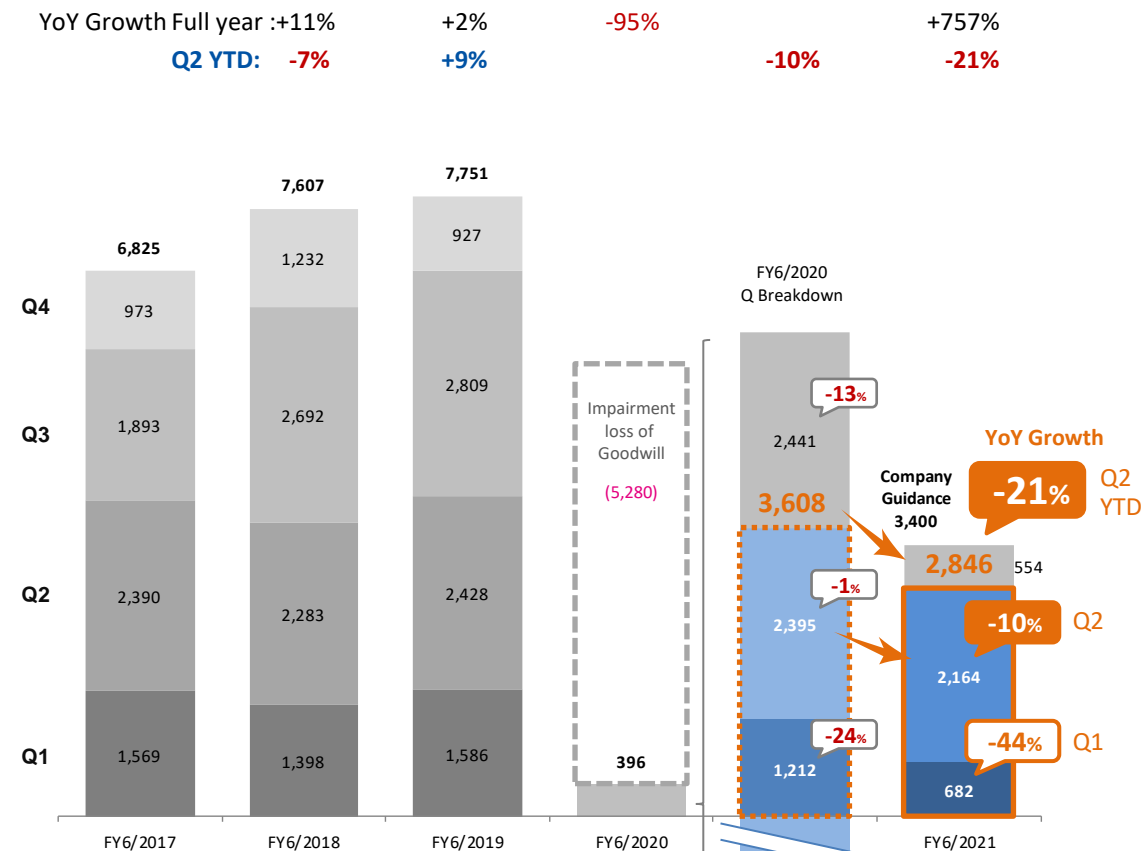 YoY Growth Full year :+11% +2% -95% +757%
Q2 YTD: -7% +9% -10% -21%
7,751
7,607
6,825
927
1,232
973
FY6/2020
Q Breakdown
Q4
2,809
2,692
1,893
Impairment
loss of
Goodwill
(5,280)
-13%
2,441
Q3
YoY Growth
Company
Guidance
3,400
-21%
Q2
YTD
3,608
2,846
554
Q2
2,390
2,283
2,428
-1%
2,395
-10%
Q2
2,164
Q1
1,569
1,398
1,586
396
-24%
1,212
-44%
Q1
682
FY6/2017 FY6/2018 FY6/2019 FY6/2020 FY6/2021